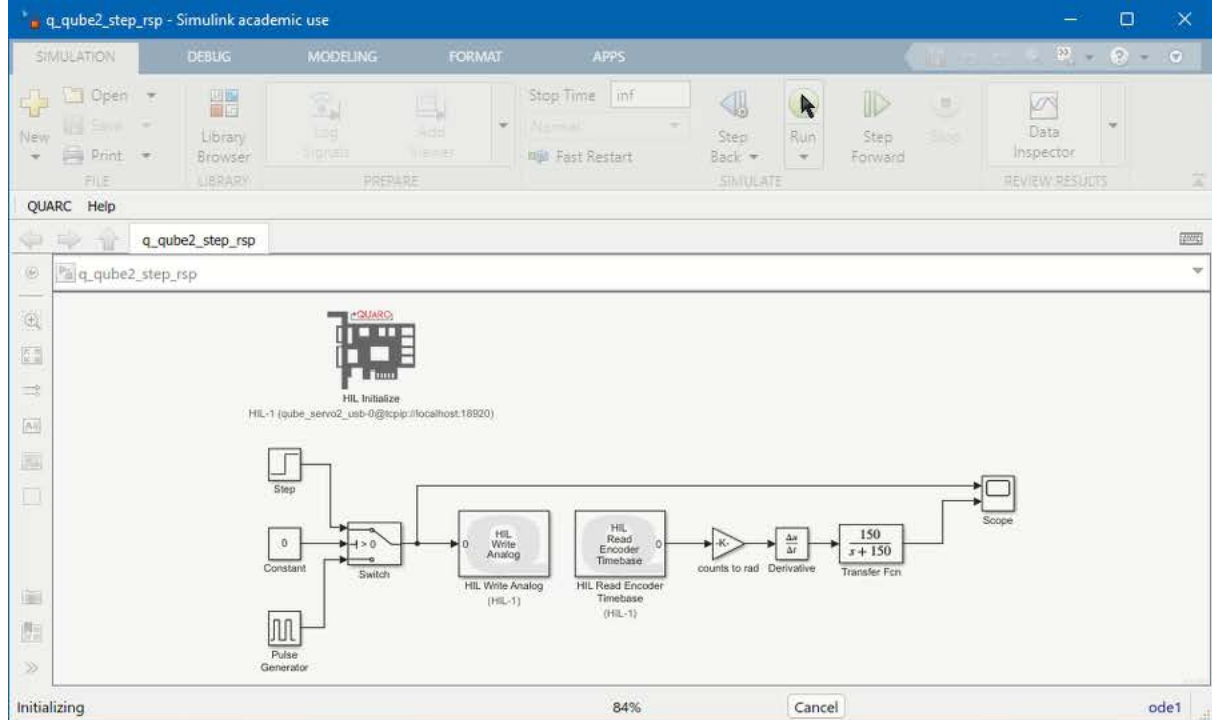 q_qube2_step_rsp - Simulink academic use
SIMULATION DEBUG MODELING FORMAT APPS
New
Open
Save
Print
FILE
Library
Browser
LIBRARY
Log
Signals
Add
Viewer
PREPARE
Stop Time inf
Normal
Fast Restart
Step
Back
Run
Step
Forward
Stop
SIMULATE
Data
Inspector
REVIEW RESULTS
QUARC Help
q_qube2_step_rsp
q_qube2_step_rsp
QUARC
HIL Initialize
HIL-1 (qube_servo2_usb-0@tcpip://localhost:18920)
Step
0
Constant
> 0
Switch
Pulse
Generator
0
HIL
Write
Analog
HIL Write Analog
(HIL-1)
HIL
Read
Encoder
Timebase
0
HIL Read Encoder
Timebase
(HIL-1)
-K-
counts to rad
Δu
Δt
Derivative
150
s + 150
Transfer Fcn
Scope
Initializing 84% Cancel ode1